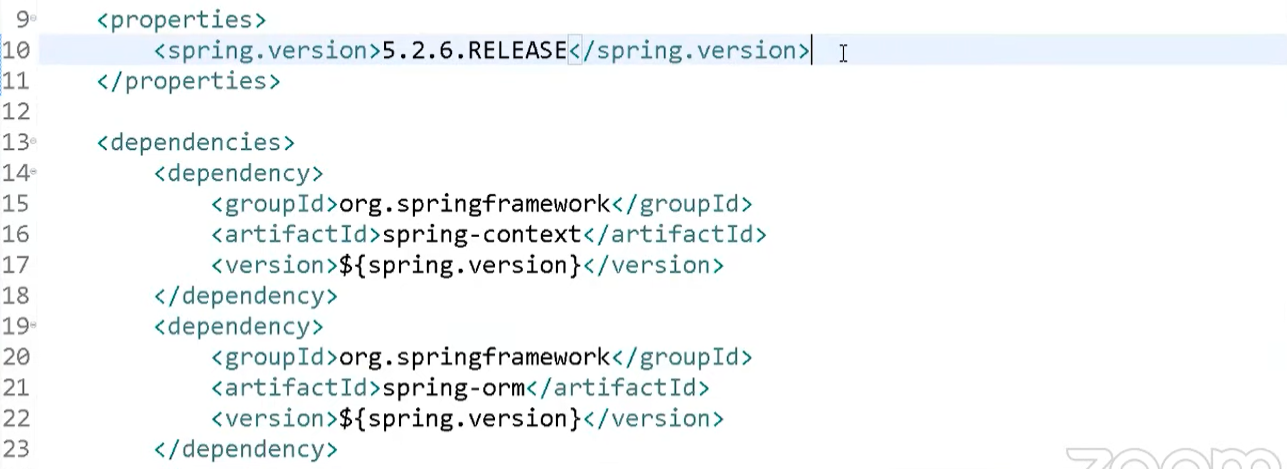 9 <properties>
10 <spring.version>5.2.6.RELEASE</spring.version>
11 </properties>
12
13 <dependencies>
14 <dependency>
15 <groupId>org.springframework</groupId>
16 <artifactId>spring-context</artifactId>
17 <version>${spring.version}</version>
18 </dependency>
19 <dependency>
20 <groupId>org.springframework</groupId>
21 <artifactId>spring-orm</artifactId>
22 <version>${spring.version}</version>
23 </dependency>
zoom